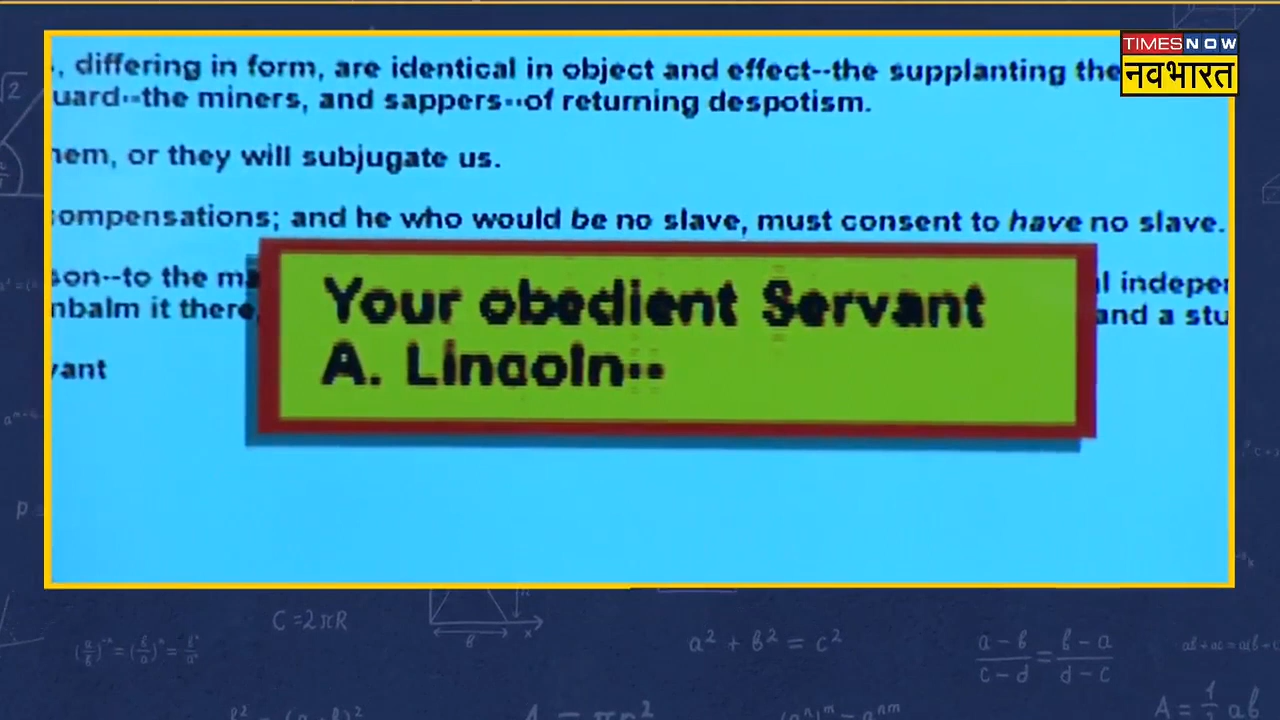 TIMES NOW
नवभारत
, differing in form, are identical in object and effect--the supplanting the
uard--the miners, and sappers--of returning despotism.
hem, or they will subjugate us.
ompensations; and he who would be no slave, must consent to have no slave.
son--to the ma
l indepen
nbalm it there
and a stu
Your obedient Servant
A. Lincoln--
vant
C = 2πR
a² + b² = c²
a - b / c - d = b - a / d - c